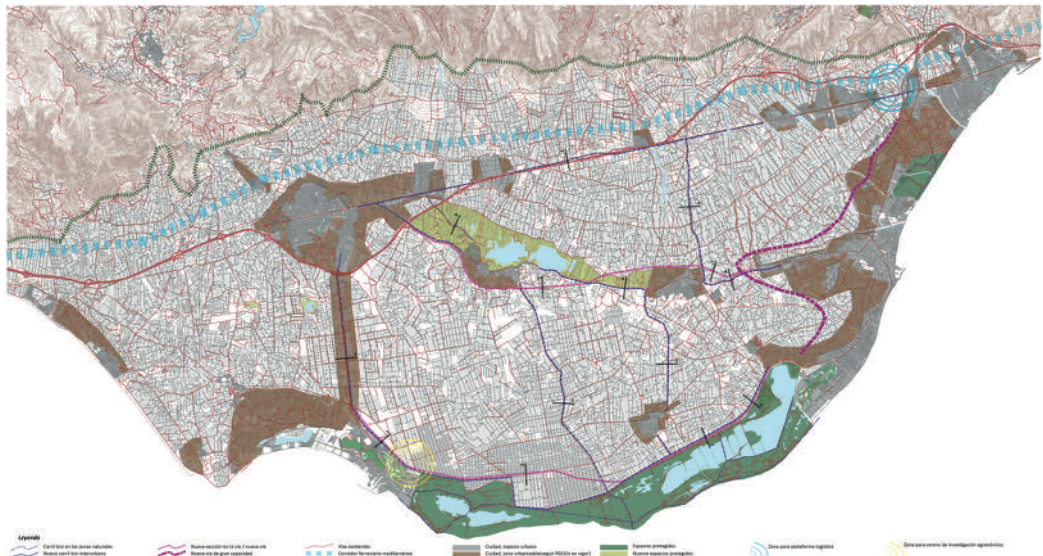 Leyenda
Carril bici en las zonas naturales
Nueva sección en la vía / nueva vía
Vías existentes
Ciudad, espacio urbano
Espacios protegidos
Zona para plataforma logística
Zona para centro de investigación agronómica
Nuevo carril bici interurbano
Nueva vía de gran capacidad
Corredor ferroviario mediterráneo
Ciudad, zona urbanizable(según PGOUs en vigor)
Nuevos espacios protegidos